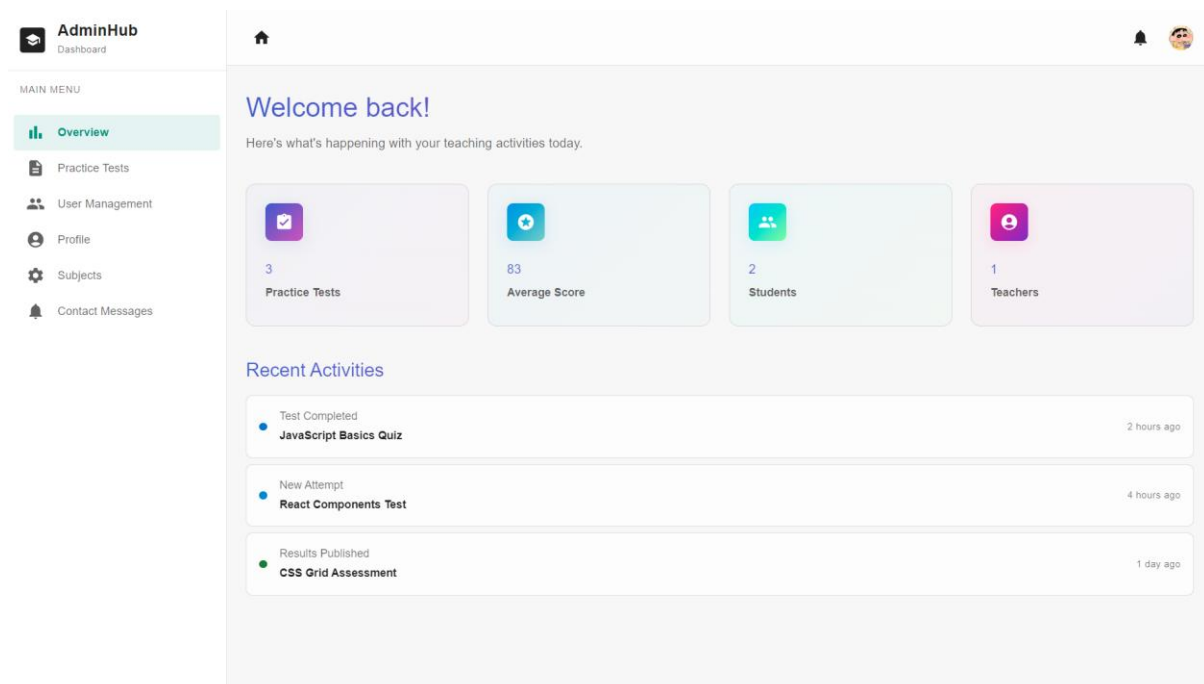 AdminHub
Dashboard
MAIN MENU
Overview
Practice Tests
User Management
Profile
Subjects
Contact Messages
Welcome back!
Here's what's happening with your teaching activities today.
3
Practice Tests
83
Average Score
2
Students
1
Teachers
Recent Activities
Test Completed
JavaScript Basics Quiz
2 hours ago
New Attempt
React Components Test
4 hours ago
Results Published
CSS Grid Assessment
1 day ago